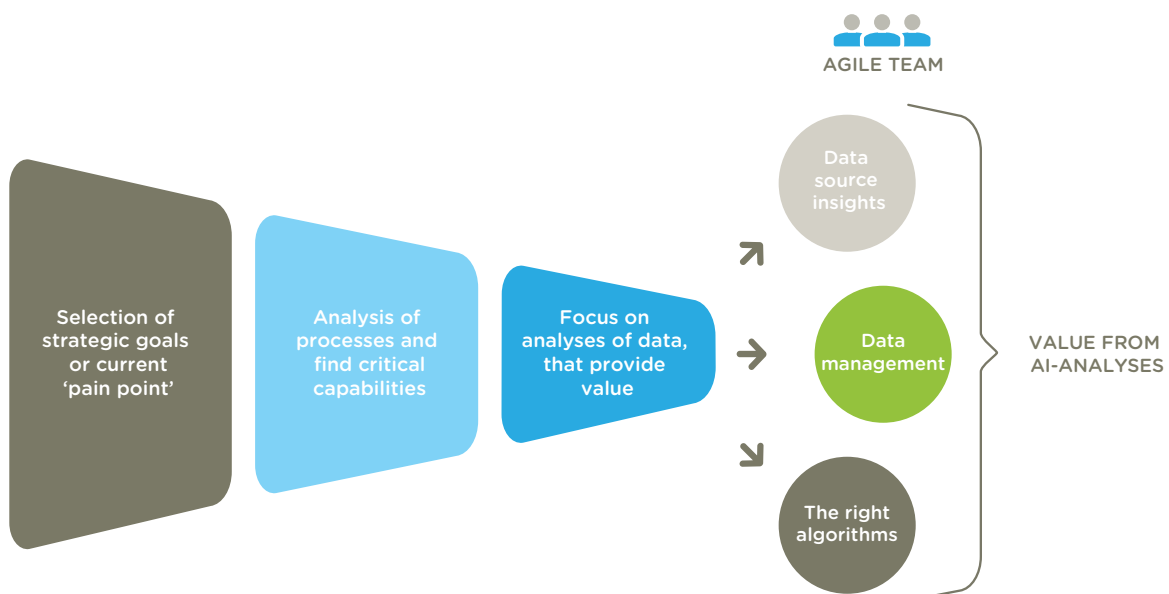 AGILE TEAM
Selection of
strategic goals
or current
‘pain point’
Analysis of
processes and
find critical
capabilities
Focus on
analyses of data,
that provide
value
Data
source
insights
Data
management
The right
algorithms
VALUE FROM
AI-ANALYSES